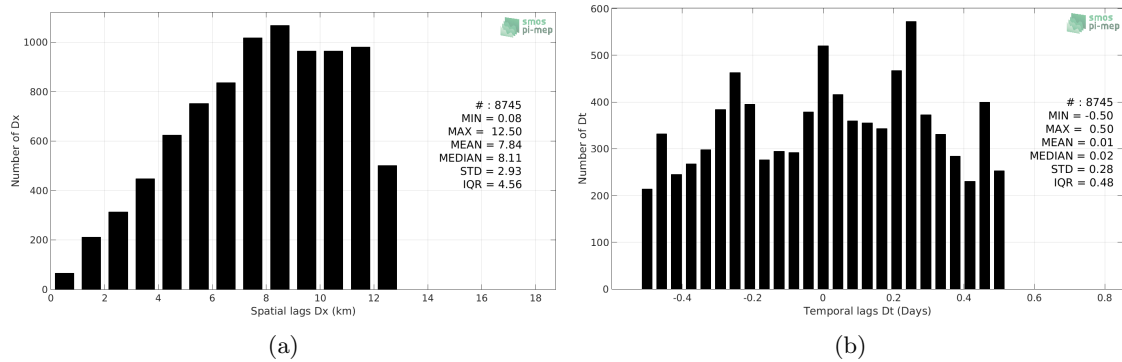 smos
pi-mep
Number of Dx
1000
800
600
400
200
0
# : 8745
MIN = 0.08
MAX = 12.50
MEAN = 7.84
MEDIAN = 8.11
STD = 2.93
IQR = 4.56
0 2 4 6 8 10 12 14 16 18
Spatial lags Dx (km)
(a)
smos
pi-mep
Number of Dt
600
500
400
300
200
100
0
# : 8745
MIN = -0.50
MAX = 0.50
MEAN = 0.01
MEDIAN = 0.02
STD = 0.28
IQR = 0.48
-0.4 -0.2 0 0.2 0.4 0.6 0.8
Temporal lags Dt (Days)
(b)